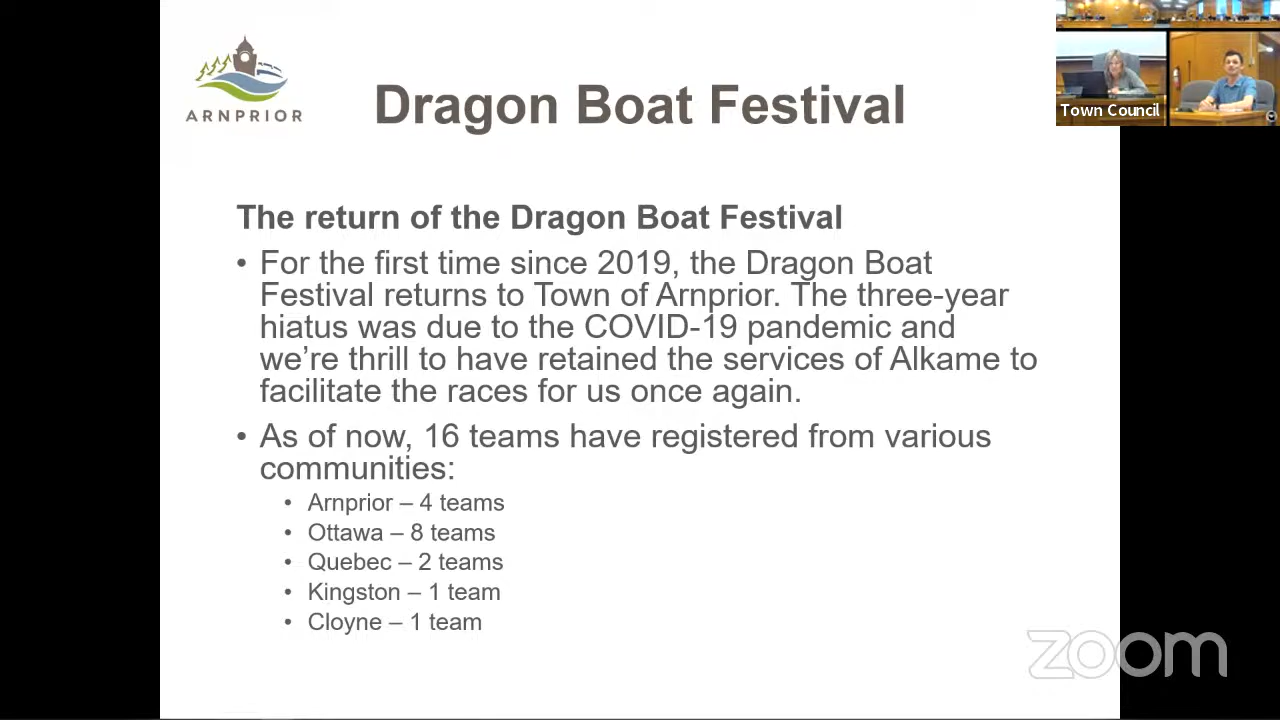 ARNPRIOR
Dragon Boat Festival
Town Council
The return of the Dragon Boat Festival
• For the first time since 2019, the Dragon Boat
Festival returns to Town of Arnprior. The three-year
hiatus was due to the COVID-19 pandemic and
we're thrill to have retained the services of Alkame to
facilitate the races for us once again.
• As of now, 16 teams have registered from various
communities:
• Arnprior – 4 teams
• Ottawa – 8 teams
• Quebec – 2 teams
• Kingston – 1 team
• Cloyne – 1 team
zoom